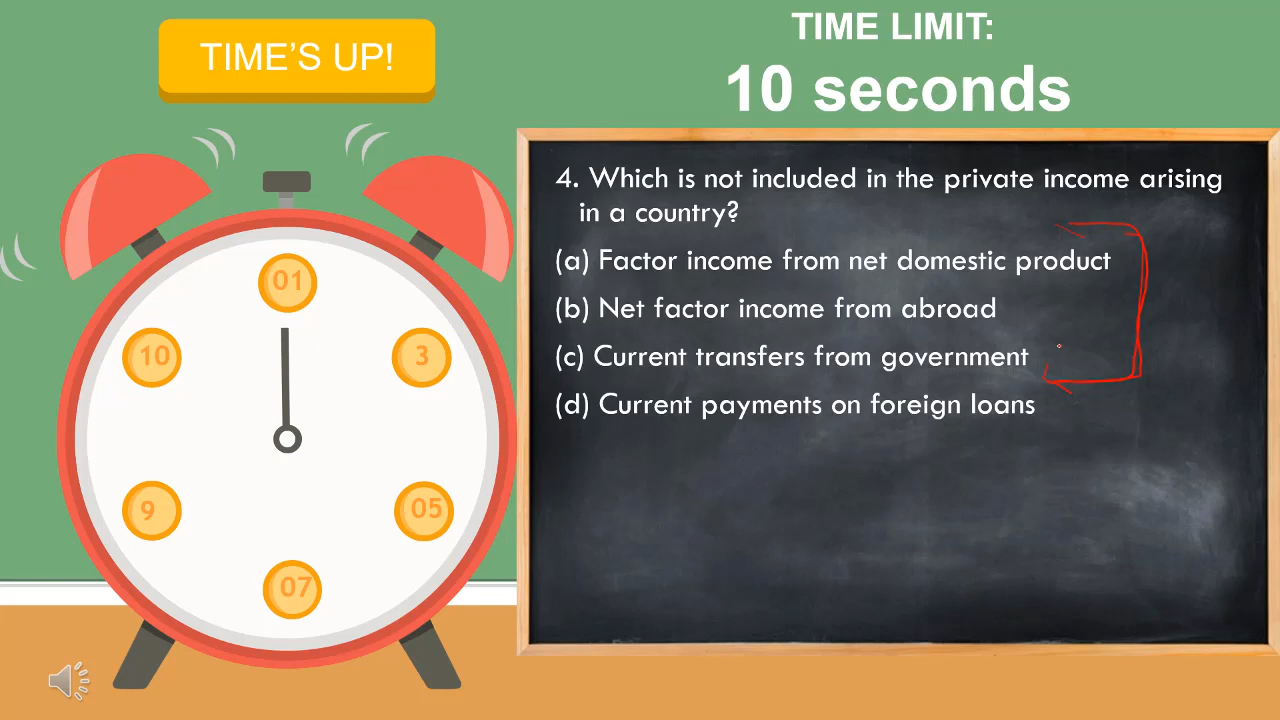 TIME'S UP!
TIME LIMIT:
10 seconds
01
10
3
9
05
07
4. Which is not included in the private income arising
in a country?
(a) Factor income from net domestic product
(b) Net factor income from abroad
(c) Current transfers from government
(d) Current payments on foreign loans